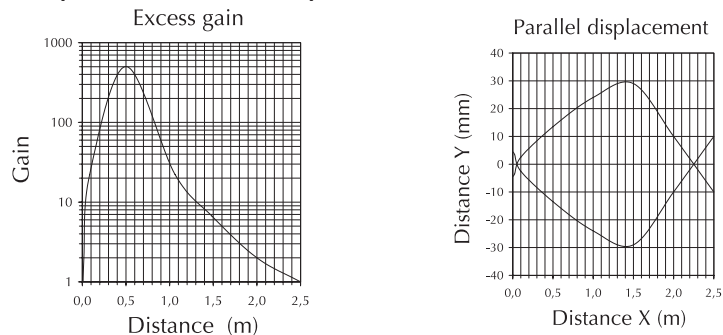 Excess gain
1000
100
10
1
Gain
0,0 0,5 1,0 1,5 2,0 2,5
Distance (m)
Parallel displacement
40
30
20
10
0
-10
-20
-30
-40
Distance Y (mm)
0,0 0,5 1,0 1,5 2,0 2,5
Distance X (m)